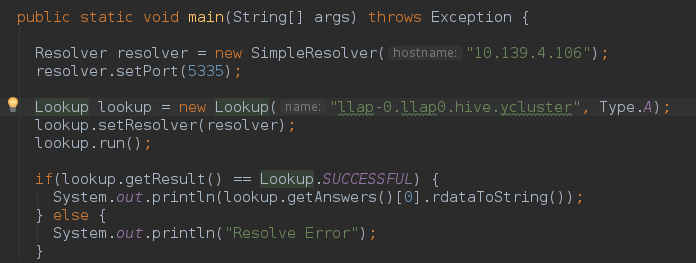 public static void main(String[] args) throws Exception {
Resolver resolver = new SimpleResolver( hostname: "10.139.4.106");
resolver.setPort(5335);
Lookup lookup = new Lookup( name: "llap-0.llap0.hive.ycluster", Type.A);
lookup.setResolver(resolver);
lookup.run();
if(lookup.getResult() == Lookup.SUCCESSFUL) {
System.out.println(lookup.getAnswers()[0].rdataToString());
} else {
System.out.println("Resolve Error");
}